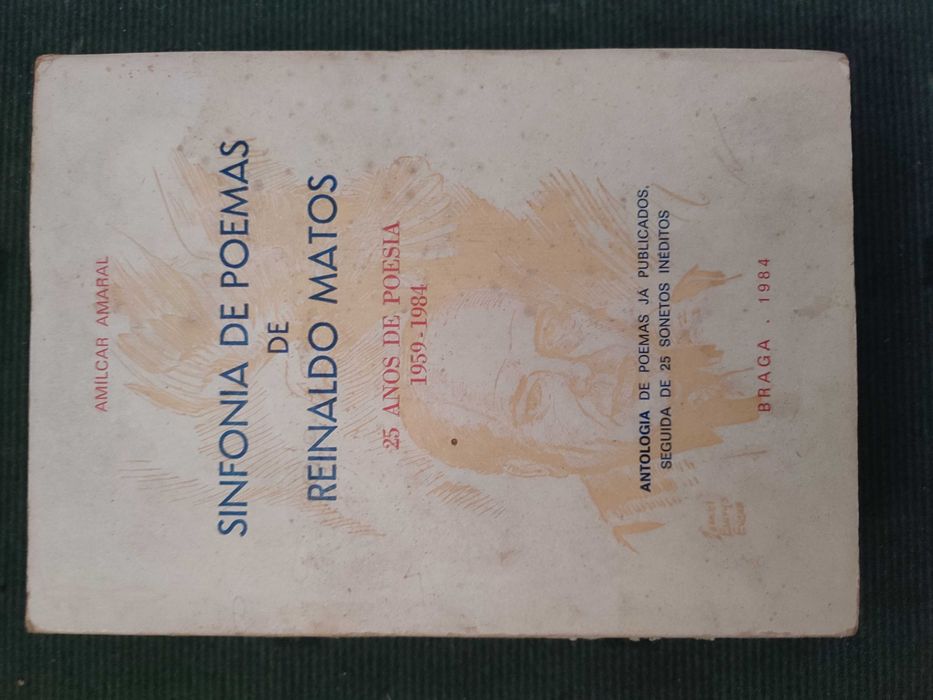 AMILCAR AMARAL
SINFONIA DE POEMAS
DE
REINALDO MATOS
25 ANOS DE POESIA
1959-1984
ANTOLOGIA DE POEMAS JÁ PUBLICADOS,
SEGUIDA DE 25 SONETOS INÉDITOS
BRAGA . 1984